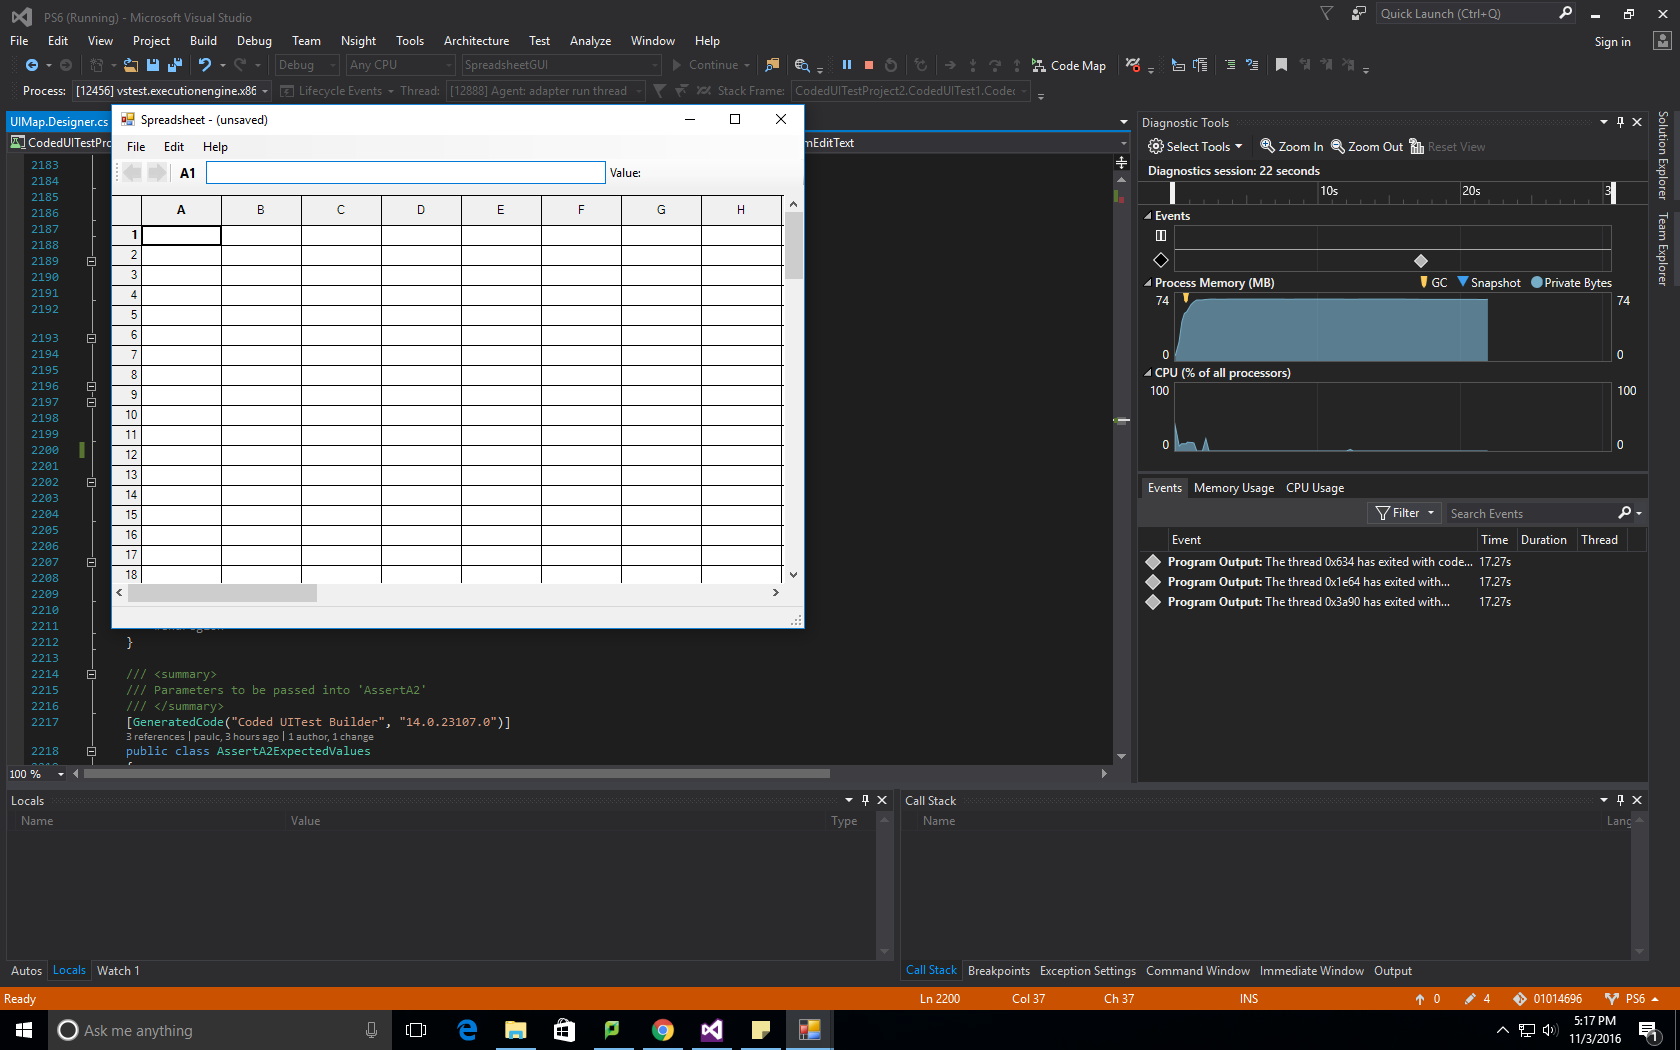 PS6 (Running) - Microsoft Visual Studio
Quick Launch (Ctrl+Q)
File Edit View Project Build Debug Team Nsight Tools Architecture Test Analyze Window Help
Sign in
Debug Any CPU SpreadsheetGUI Continue Code Map
Process: [12456] vstest.executionengine.x86 Lifecycle Events Thread: [12888] Agent: adapter run thread Stack Frame: CodedUITestProject2.CodedUITest1.Codec
UIMap.Designer.cs
CodedUITestPro
mEditText
Spreadsheet - (unsaved)
File Edit Help
A1
Value:
A B C D E F G H
1
2
3
4
5
6
7
8
9
10
11
12
13
14
15
16
17
18
2183
2184
2185
2186
2187
2188
2189
2190
2191
2192
2193
2194
2195
2196
2197
2198
2199
2200
2201
2202
2203
2204
2205
2206
2207
2208
2209
2210
2211
2212 }
2213
2214 /// <summary>
2215 /// Parameters to be passed into 'AssertA2'
2216 /// </summary>
2217 [GeneratedCode("Coded UITest Builder", "14.0.23107.0")]
3 references | paulc, 3 hours ago | 1 author, 1 change
2218 public class AssertA2ExpectedValues
{
100 %
Diagnostic Tools
Select Tools Zoom In Zoom Out Reset View
Diagnostics session: 22 seconds
10s 20s 3
Events
Process Memory (MB) GC Snapshot Private Bytes
74 74
0 0
CPU (% of all processors)
100 100
0 0
Events Memory Usage CPU Usage
Filter Search Events
Event Time Duration Thread
Program Output: The thread 0x634 has exited with code... 17.27s
Program Output: The thread 0x1e64 has exited with... 17.27s
Program Output: The thread 0x3a90 has exited with... 17.27s
Solution Explorer
Team Explorer
Locals
Name Value Type
Autos Locals Watch 1
Call Stack
Name Lang
Call Stack Breakpoints Exception Settings Command Window Immediate Window Output
Ready Ln 2200 Col 37 Ch 37 INS 0 4 01014696 PS6
Ask me anything
5:17 PM
11/3/2016
1